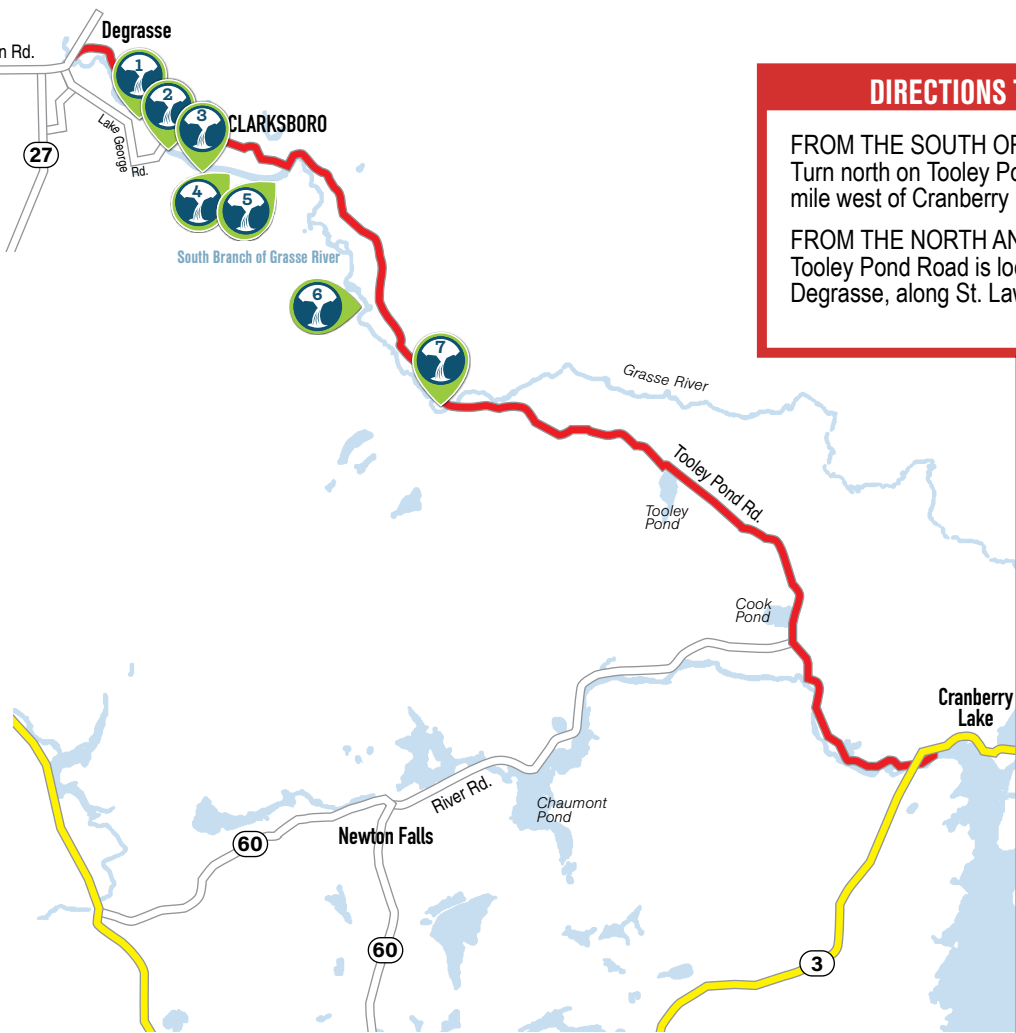 Degrasse
n Rd.
1
2
3
CLARKSBORO
Lake George
Rd.
27
4
5
South Branch of Grasse River
6
7
DIRECTIONS T
FROM THE SOUTH OF
Turn north on Tooley Po
mile west of Cranberry
FROM THE NORTH AN
Tooley Pond Road is loc
Degrasse, along St. Lav
Grasse River
Tooley Pond Rd.
Tooley
Pond
Cook
Pond
Cranberry
Lake
River Rd.
Chaumont
Pond
Newton Falls
60
60
3